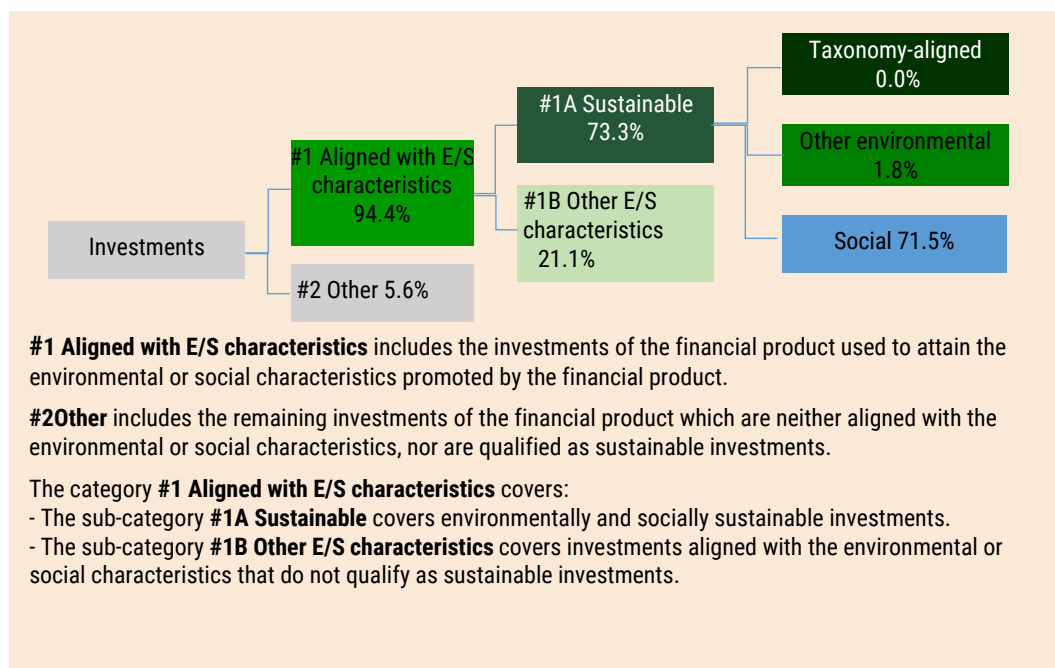 Taxonomy-aligned
0.0%
#1A Sustainable
73.3%
Other environmental
1.8%
#1 Aligned with E/S
characteristics
94.4%
#1B Other E/S
characteristics
21.1%
Investments
Social 71.5%
#2 Other 5.6%
#1 Aligned with E/S characteristics includes the investments of the financial product used to attain the
environmental or social characteristics promoted by the financial product.
#2Other includes the remaining investments of the financial product which are neither aligned with the
environmental or social characteristics, nor are qualified as sustainable investments.
The category #1 Aligned with E/S characteristics covers:
- The sub-category #1A Sustainable covers environmentally and socially sustainable investments.
- The sub-category #1B Other E/S characteristics covers investments aligned with the environmental or
social characteristics that do not qualify as sustainable investments.